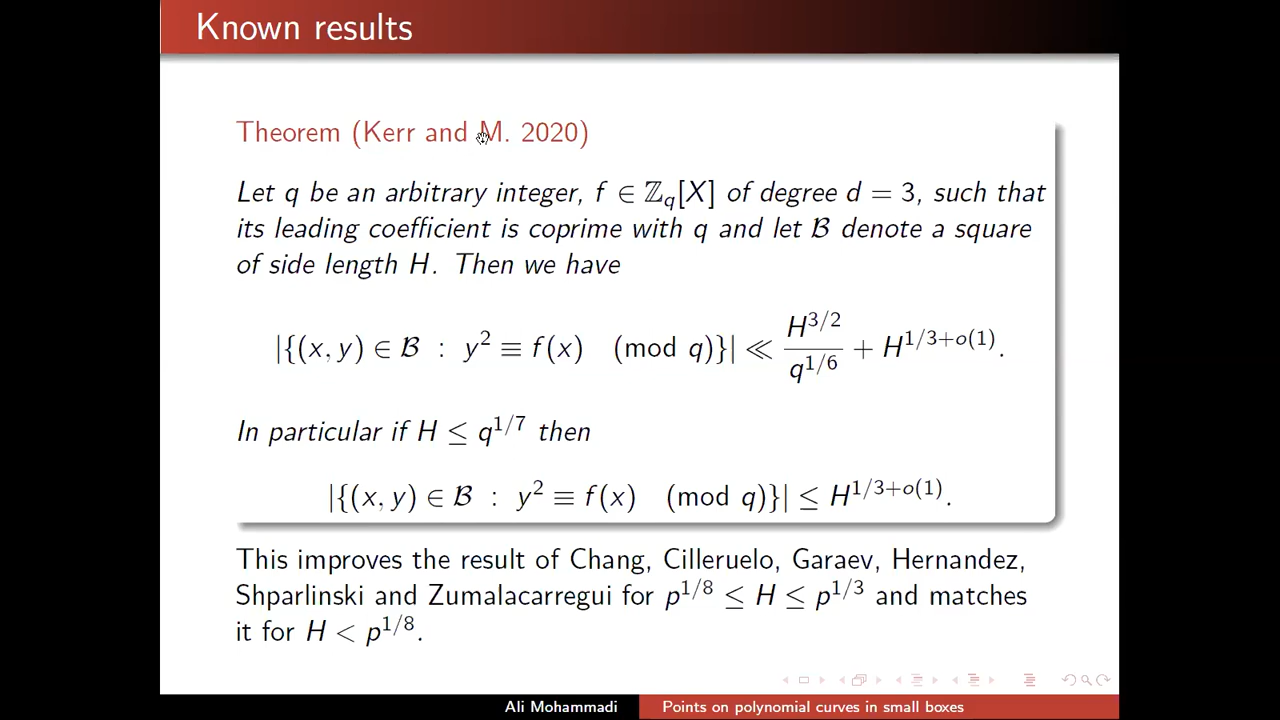 Known results
Theorem (Kerr and M. 2020)
Let q be an arbitrary integer, f ∈ ℤ_q[X] of degree d = 3, such that
its leading coefficient is coprime with q and let ℬ denote a square
of side length H. Then we have
|{(x, y) ∈ ℬ : y² ≡ f(x) (mod q)}| ≪ H^{3/2}/q^{1/6} + H^{1/3+o(1)}.
In particular if H ≤ q^{1/7} then
|{(x, y) ∈ ℬ : y² ≡ f(x) (mod q)}| ≤ H^{1/3+o(1)}.
This improves the result of Chang, Cilleruelo, Garaev, Hernandez,
Shparlinski and Zumalacarregui for p^{1/8} ≤ H ≤ p^{1/3} and matches
it for H < p^{1/8}.
Ali Mohammadi Points on polynomial curves in small boxes